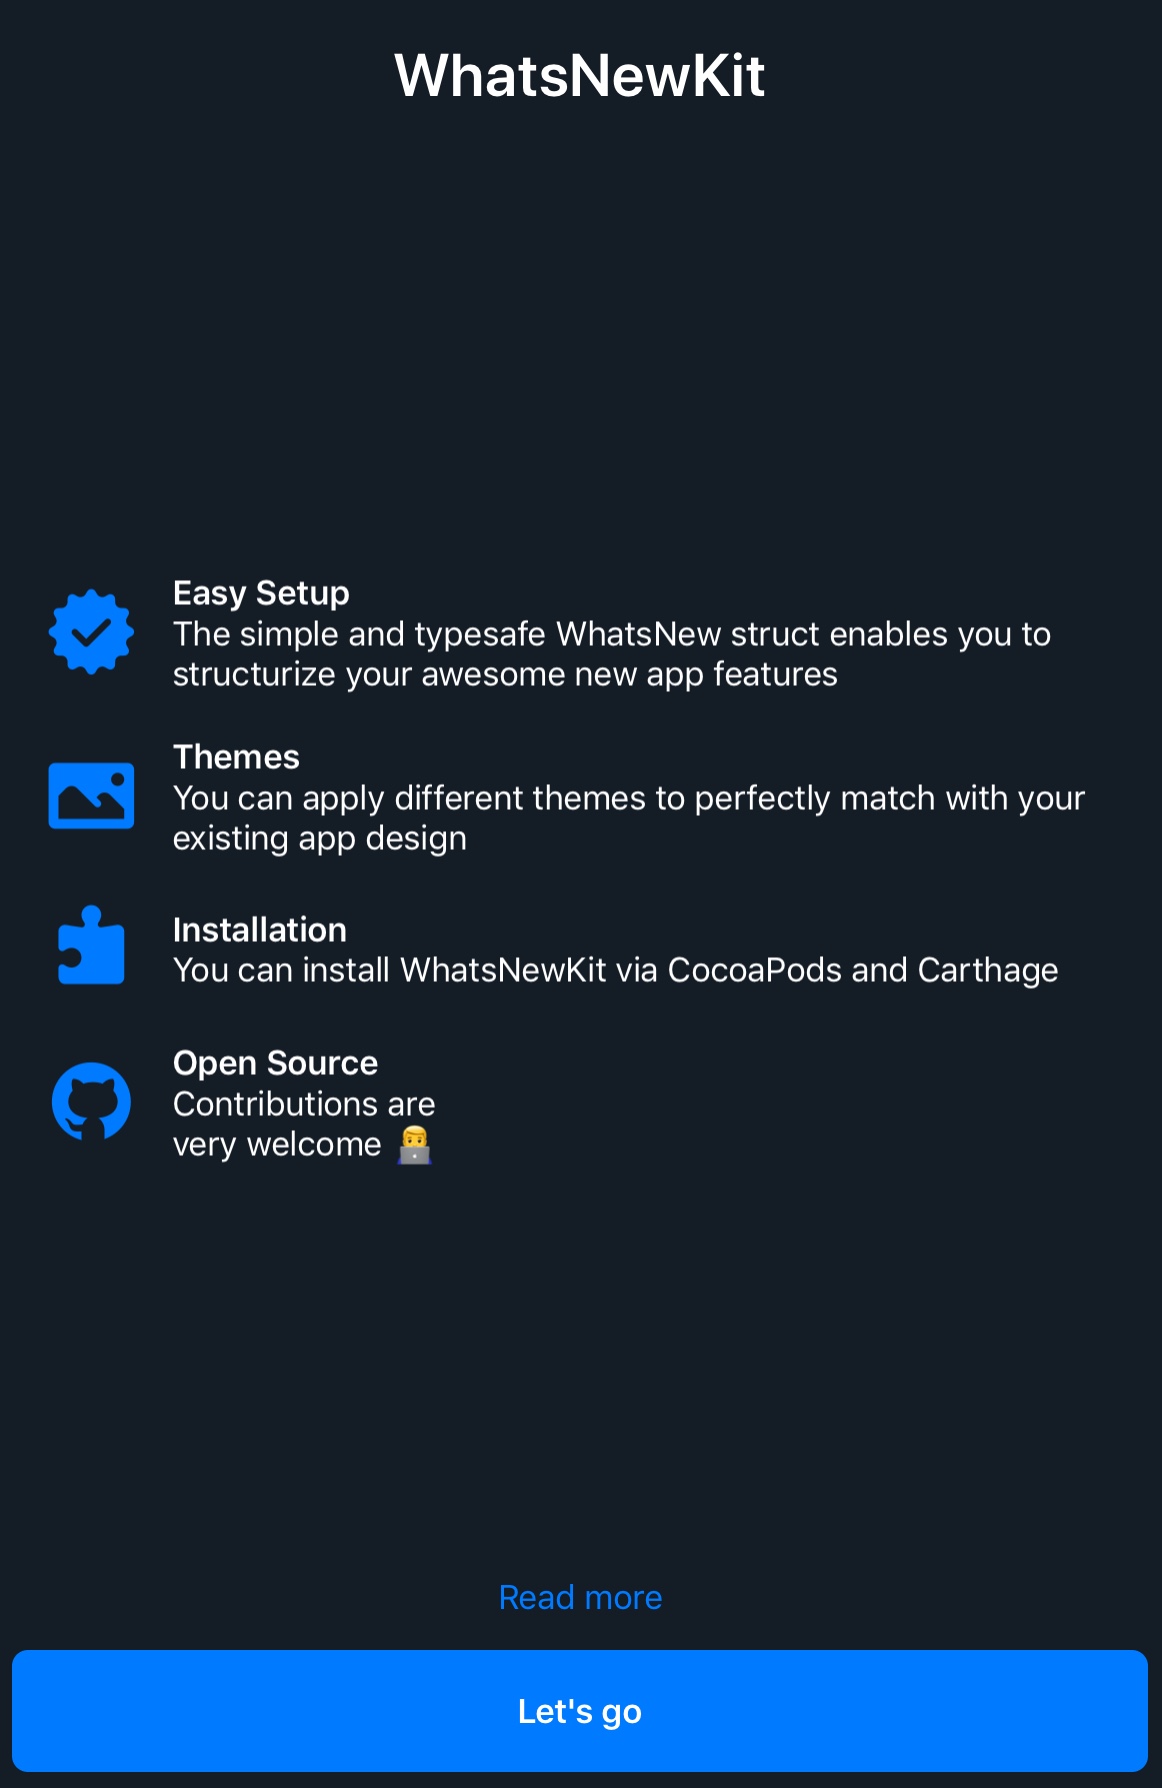 WhatsNewKit
Easy Setup
The simple and typesafe WhatsNew struct enables you to
structurize your awesome new app features
Themes
You can apply different themes to perfectly match with your
existing app design
Installation
You can install WhatsNewKit via CocoaPods and Carthage
Open Source
Contributions are
very welcome 👨‍💻
Read more
Let's go